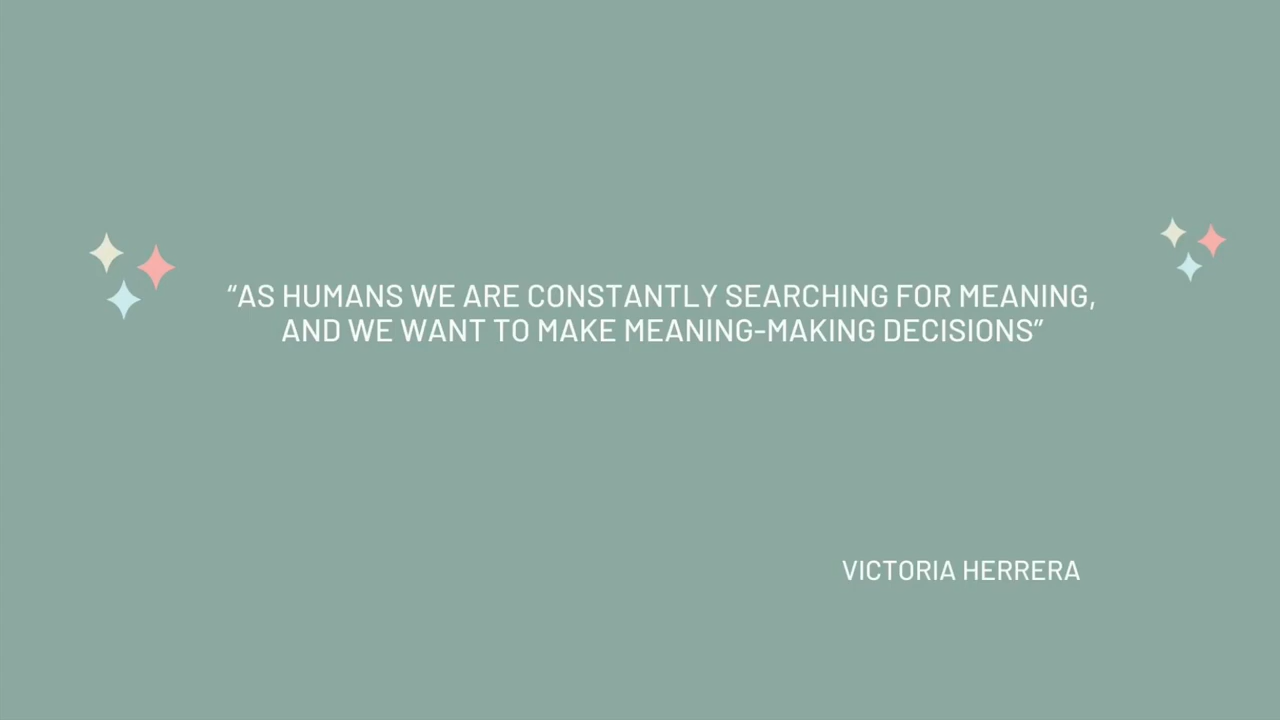 “AS HUMANS WE ARE CONSTANTLY SEARCHING FOR MEANING,
AND WE WANT TO MAKE MEANING-MAKING DECISIONS”
VICTORIA HERRERA